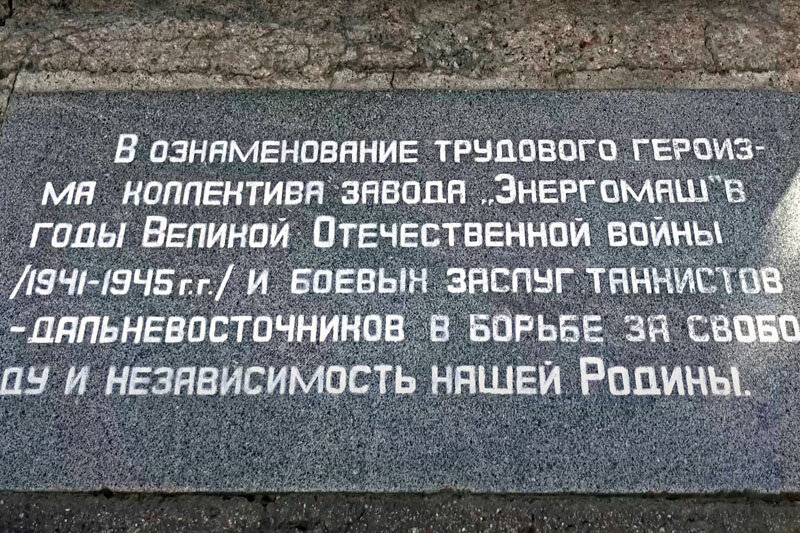 В ознаменование трудового героиз-
ма коллектива завода „Энергомаш" в
годы Великой Отечественной войны
/1941-1945 г.г./ и боевых заслуг танкистов
-дальневосточников в борьбе за свобо
ду и независимость нашей Родины.